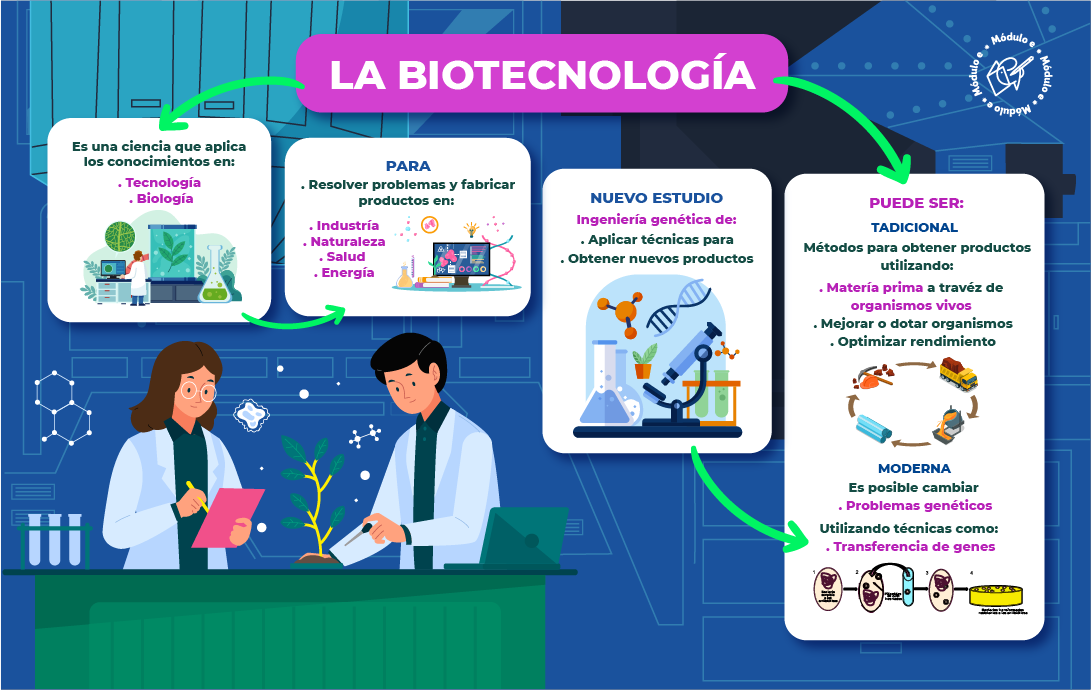 LA BIOTECNOLOGÍA
Módulo e • Módulo e • Módulo e • Módulo e •
Es una ciencia que aplica
los conocimientos en:
. Tecnología
. Biología
PARA
. Resolver problemas y fabricar
productos en:
. Industría
. Naturaleza
. Salud
. Energía
NUEVO ESTUDIO
Ingeniería genética de:
. Aplicar técnicas para
. Obtener nuevos productos
PUEDE SER:
TADICIONAL
Métodos para obtener productos
utilizando:
. Matería prima a travéz de
organismos vivos
. Mejorar o dotar organismos
. Optimizar rendimiento
MODERNA
Es posible cambiar
. Problemas genéticos
Utilizando técnicas como:
. Transferencia de genes
1 2 3 4